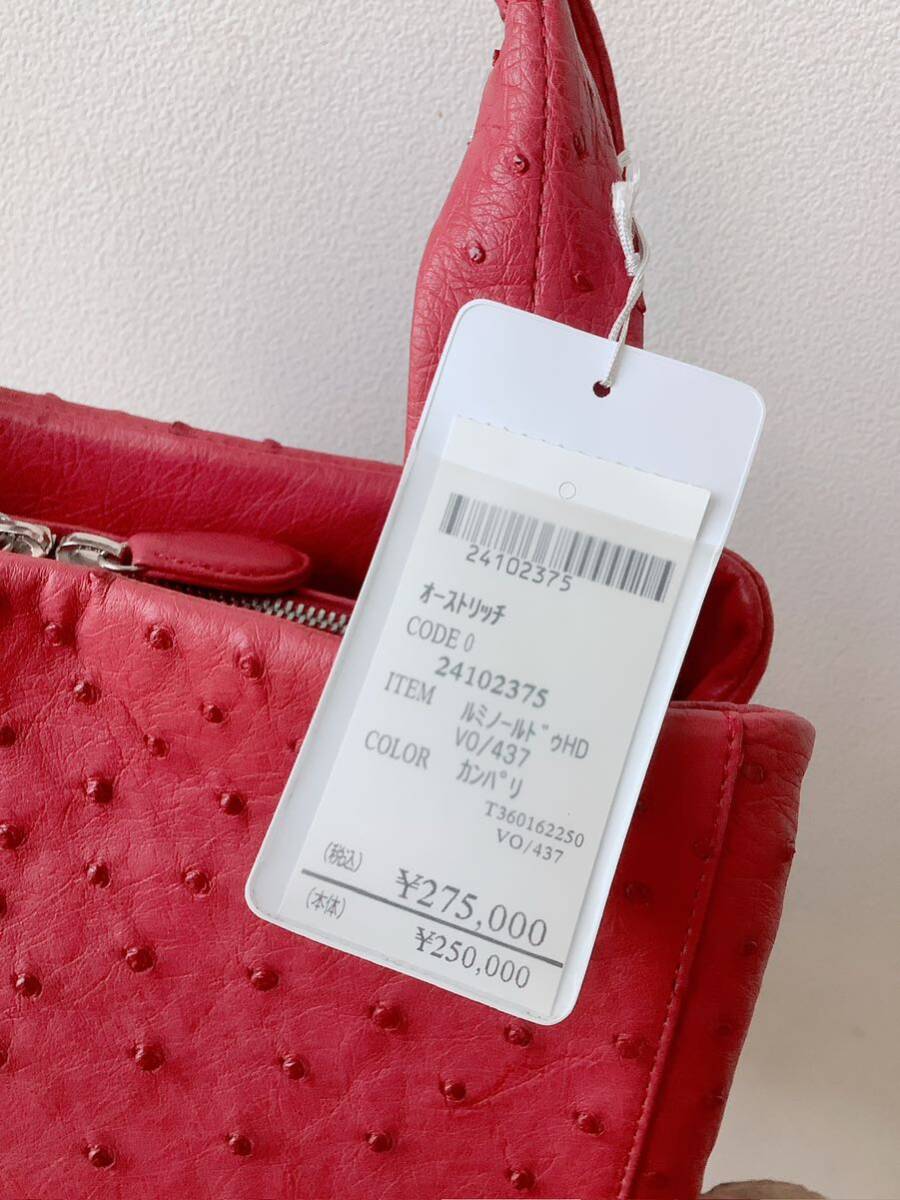 24102375
オーストリッチ
CODE 0
24102375
ITEM ルミノールドゥHD
VO/437
COLOR カンパリ
T360162250
VO/437
(税込) ¥275,000
(本体) ¥250,000